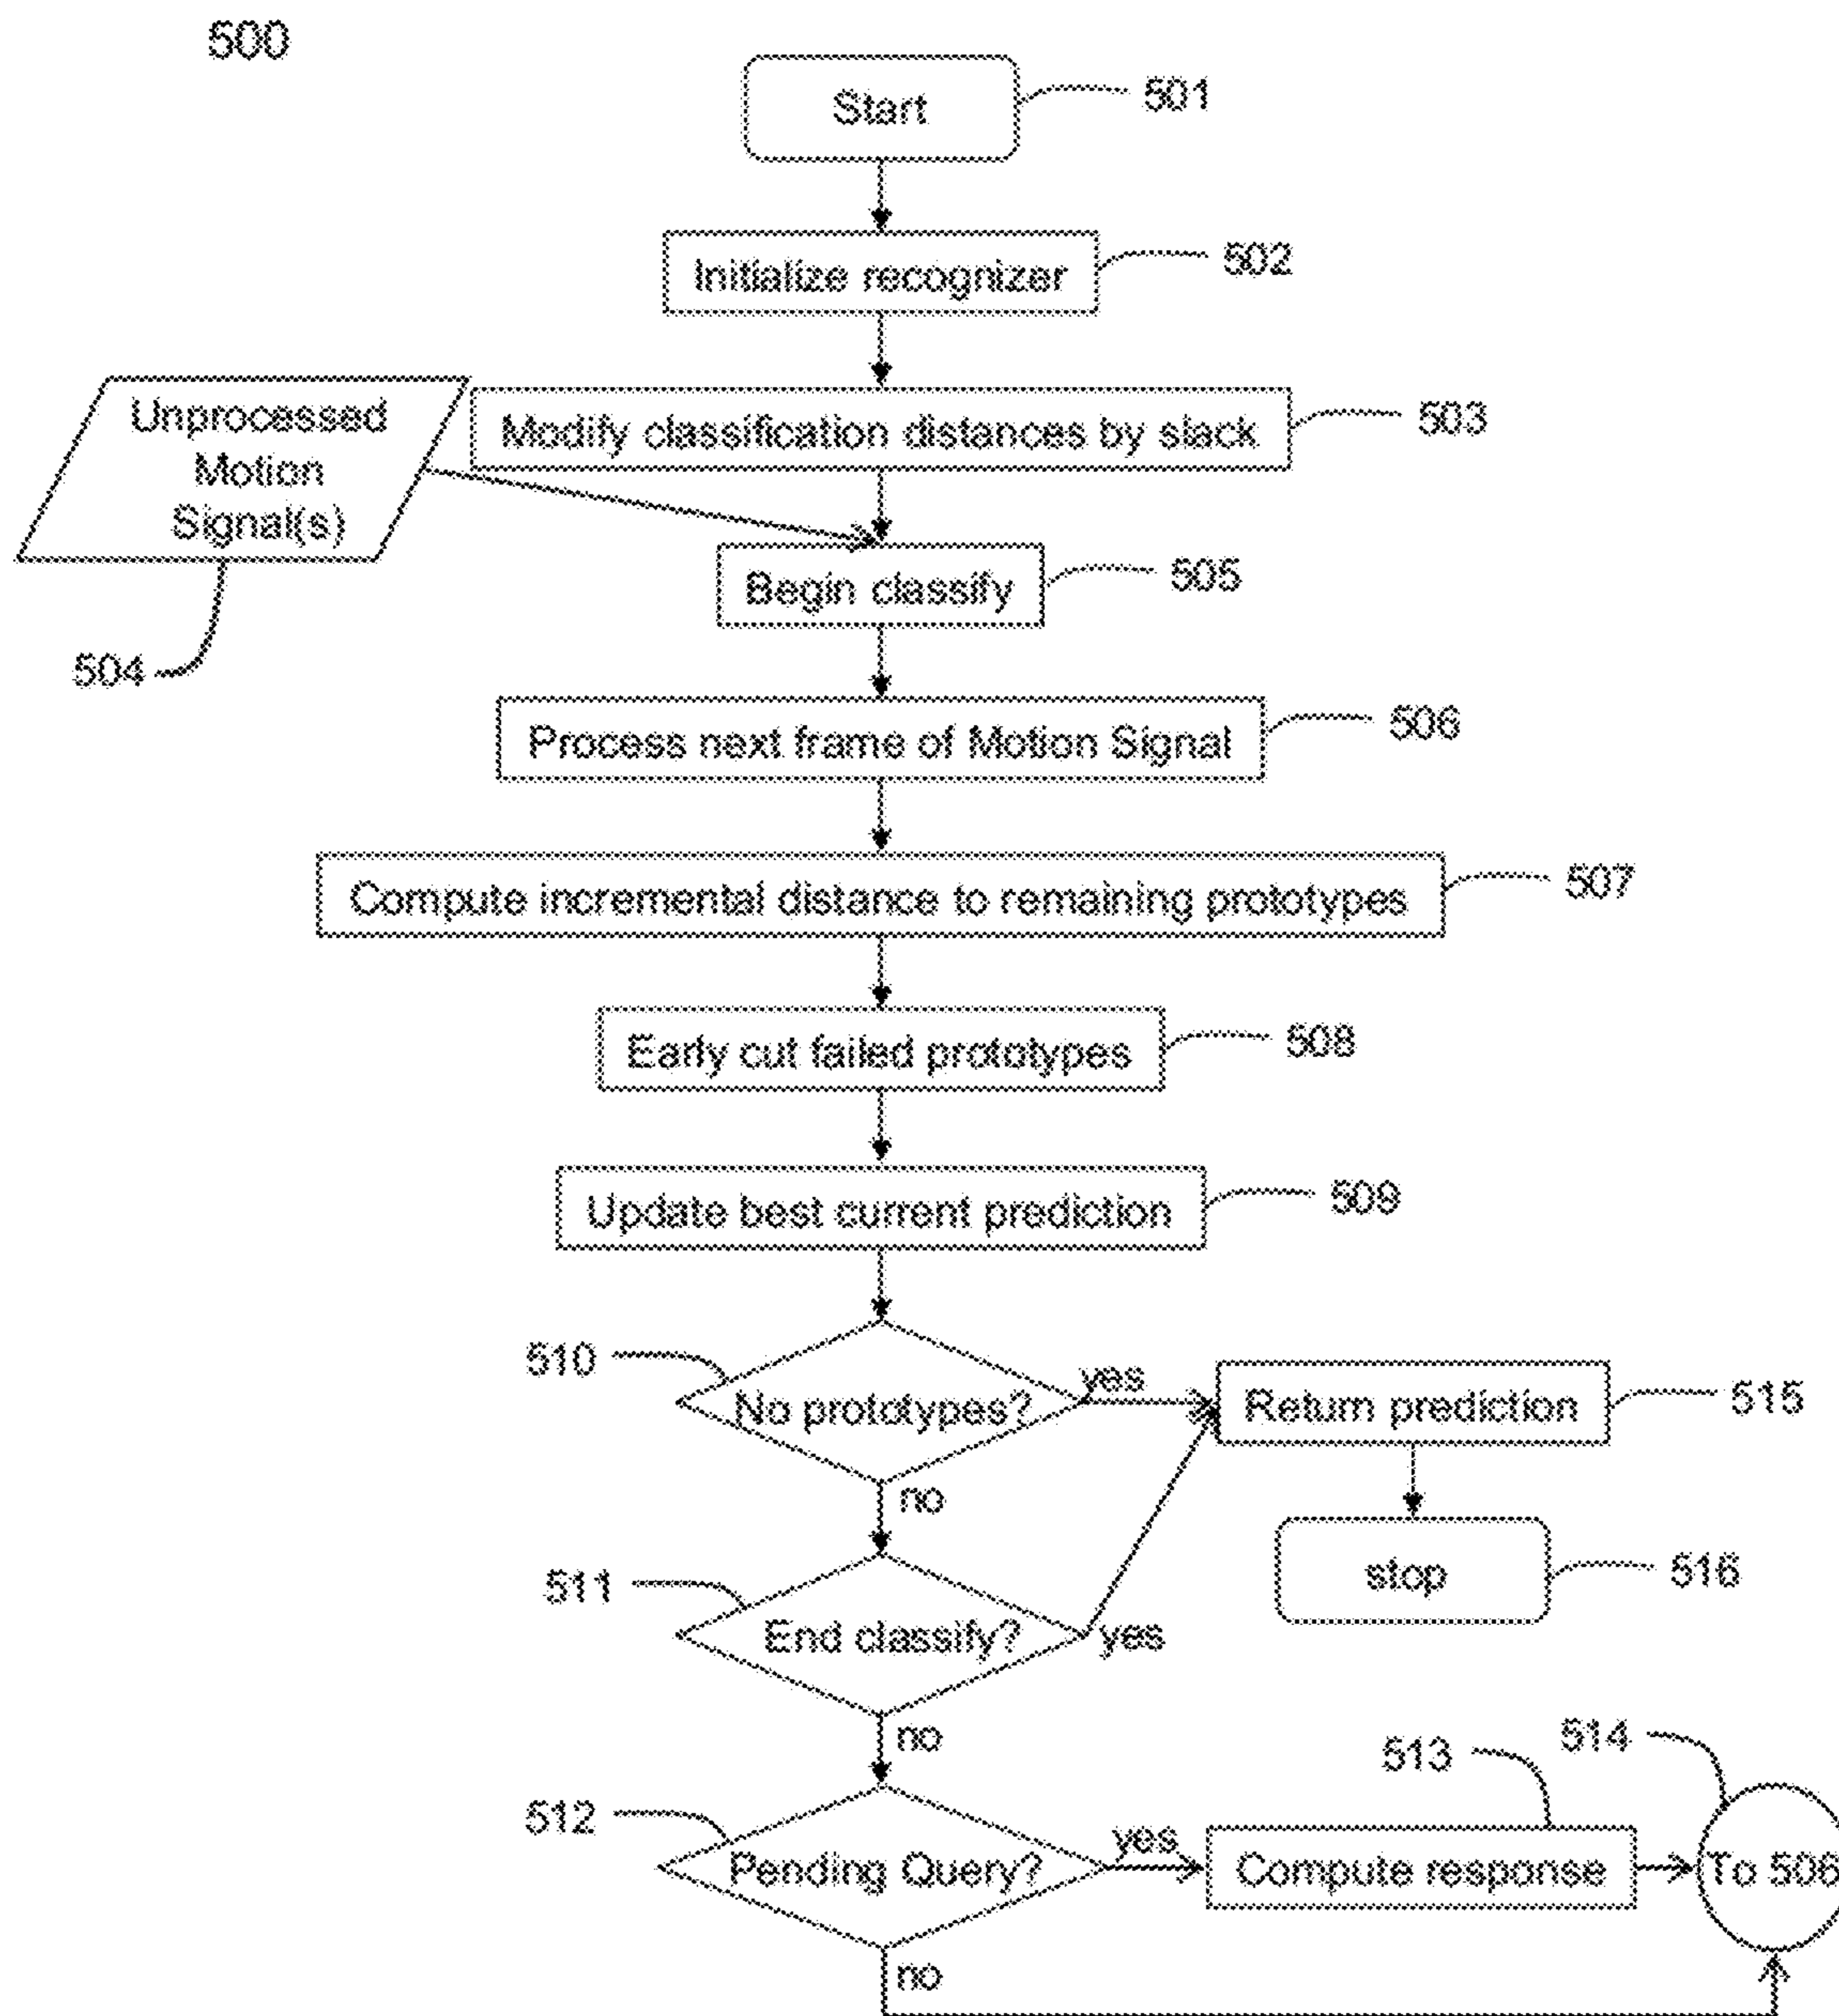 500
Start
501
Initialize recognizer
502
Unprocessed
Motion
Signal(s)
504
Modify classification distances by slack
503
Begin classify
505
Process next frame of Motion Signal
506
Compute incremental distance to remaining prototypes
507
Early cut failed prototypes
508
Update best current prediction
509
510
No prototypes?
yes
no
Return prediction
515
stop
516
511
End classify?
yes
no
512
Pending Query?
yes
no
513
Compute response
514
To 506